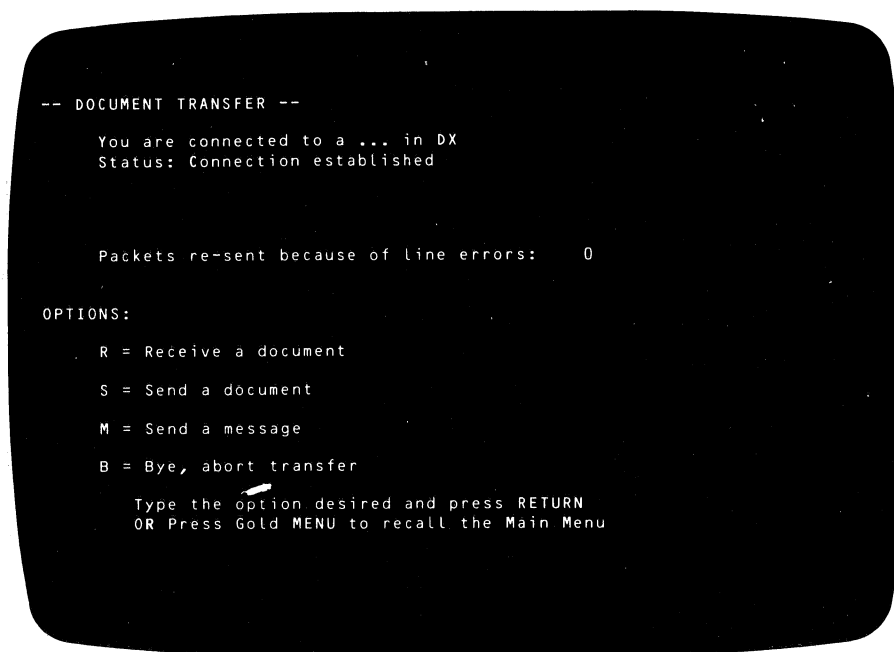 -- DOCUMENT TRANSFER --
You are connected to a ... in DX
Status: Connection established
Packets re-sent because of line errors: 0
OPTIONS:
R = Receive a document
S = Send a document
M = Send a message
B = Bye, abort transfer
Type the option desired and press RETURN
OR Press Gold MENU to recall the Main Menu